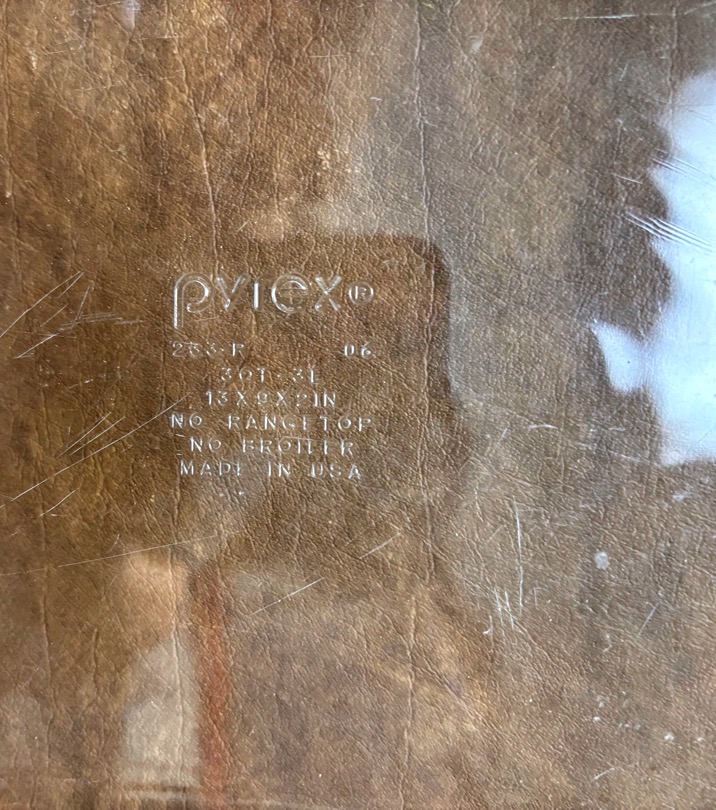 pyrex®
233-R 06
3QT-3L
13X9X2IN
NO RANGETOP
NO BROILER
MADE IN USA